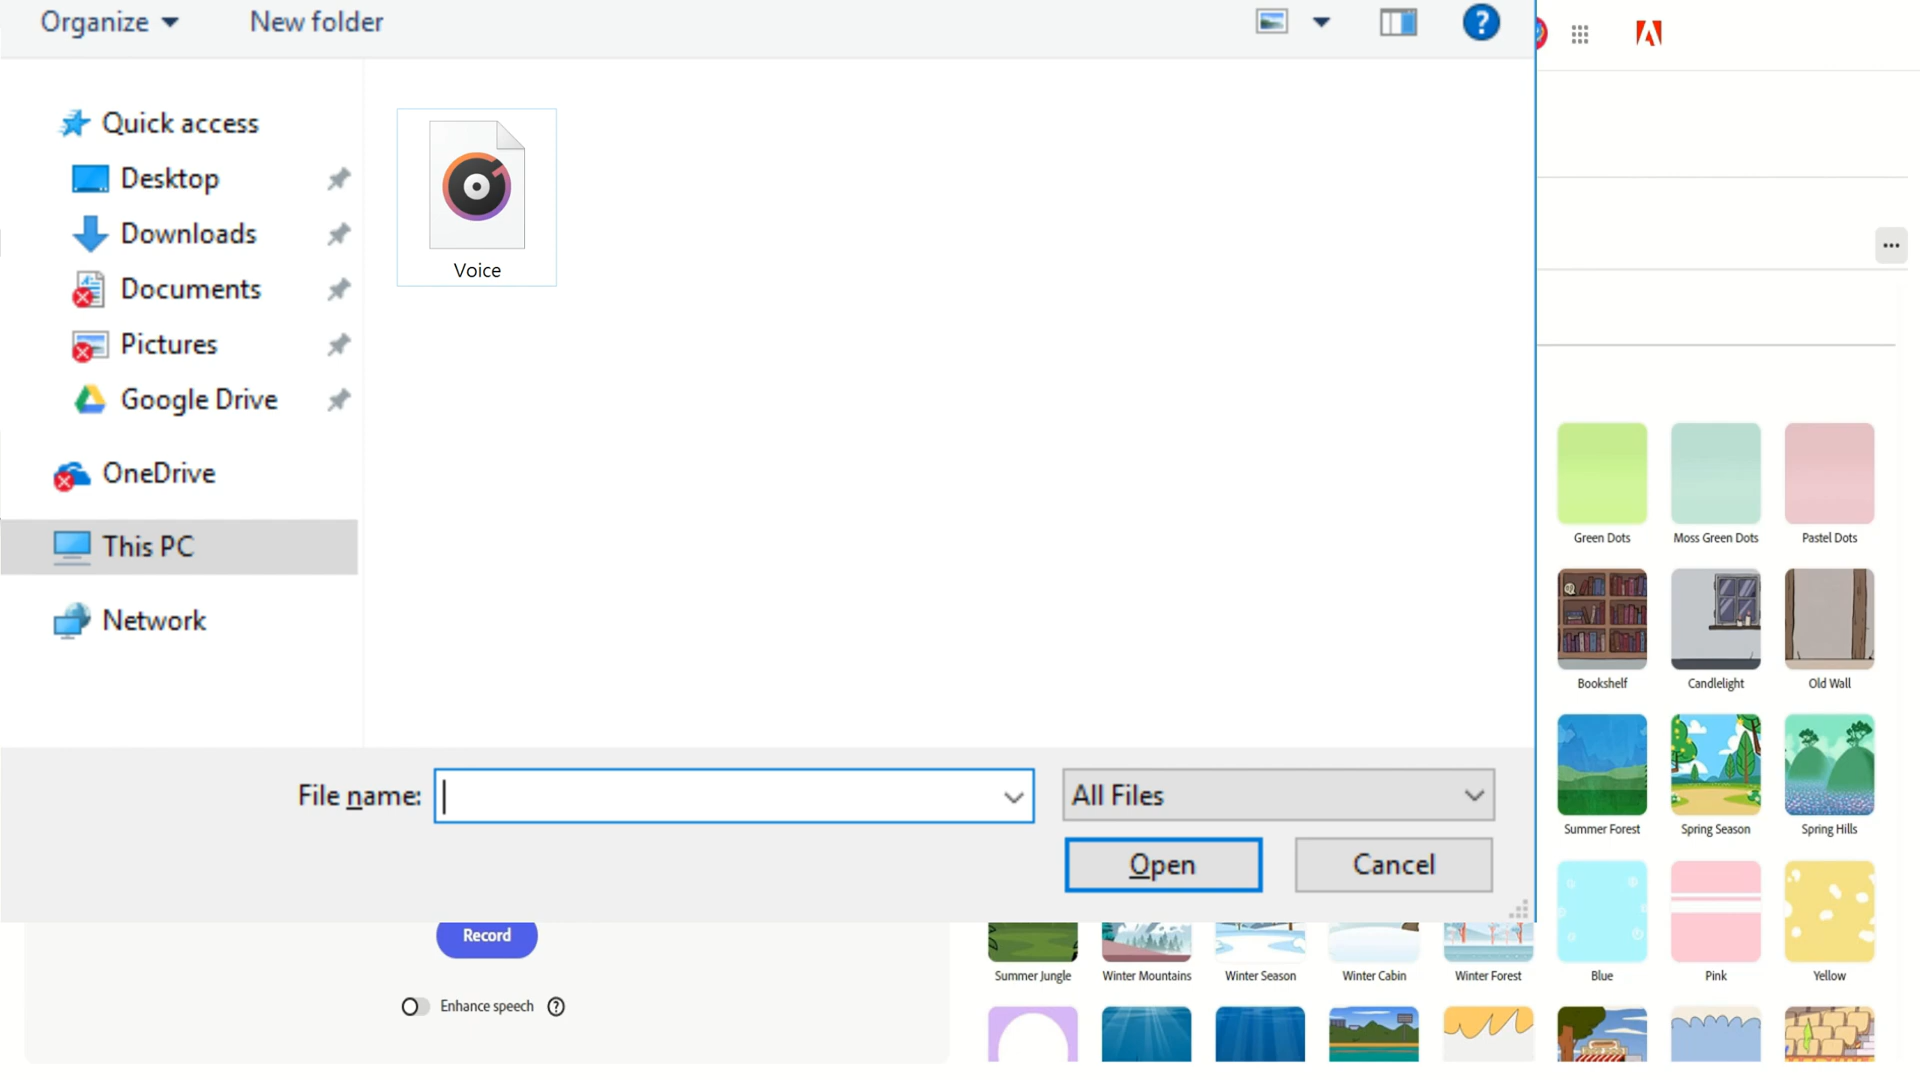 Organize
New folder
?
Quick access
Desktop
Downloads
Documents
Pictures
Google Drive
OneDrive
This PC
Network
Voice
File name:
All Files
Open
Cancel
Record
Enhance speech ?
...
Green Dots
Moss Green Dots
Pastel Dots
Bookshelf
Candlelight
Old Wall
Summer Forest
Spring Season
Spring Hills
Summer Jungle
Winter Mountains
Winter Season
Winter Cabin
Winter Forest
Blue
Pink
Yellow